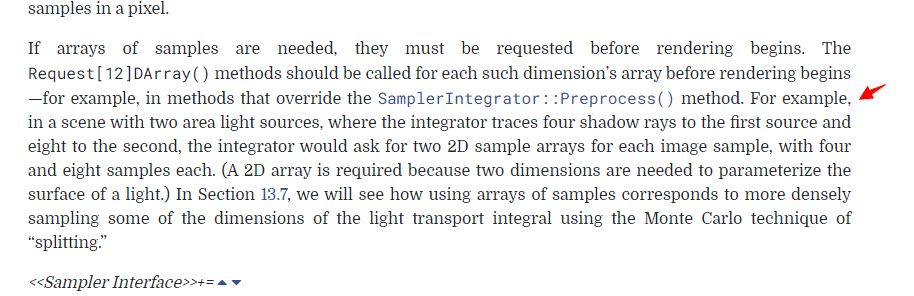 samples in a pixel.
If arrays of samples are needed, they must be requested before rendering begins. The
Request[12]DArray() methods should be called for each such dimension’s array before rendering begins
—for example, in methods that override the SamplerIntegrator::Preprocess() method. For example,
in a scene with two area light sources, where the integrator traces four shadow rays to the first source and
eight to the second, the integrator would ask for two 2D sample arrays for each image sample, with four
and eight samples each. (A 2D array is required because two dimensions are needed to parameterize the
surface of a light.) In Section 13.7, we will see how using arrays of samples corresponds to more densely
sampling some of the dimensions of the light transport integral using the Monte Carlo technique of
“splitting.”
<<Sampler Interface>>+=